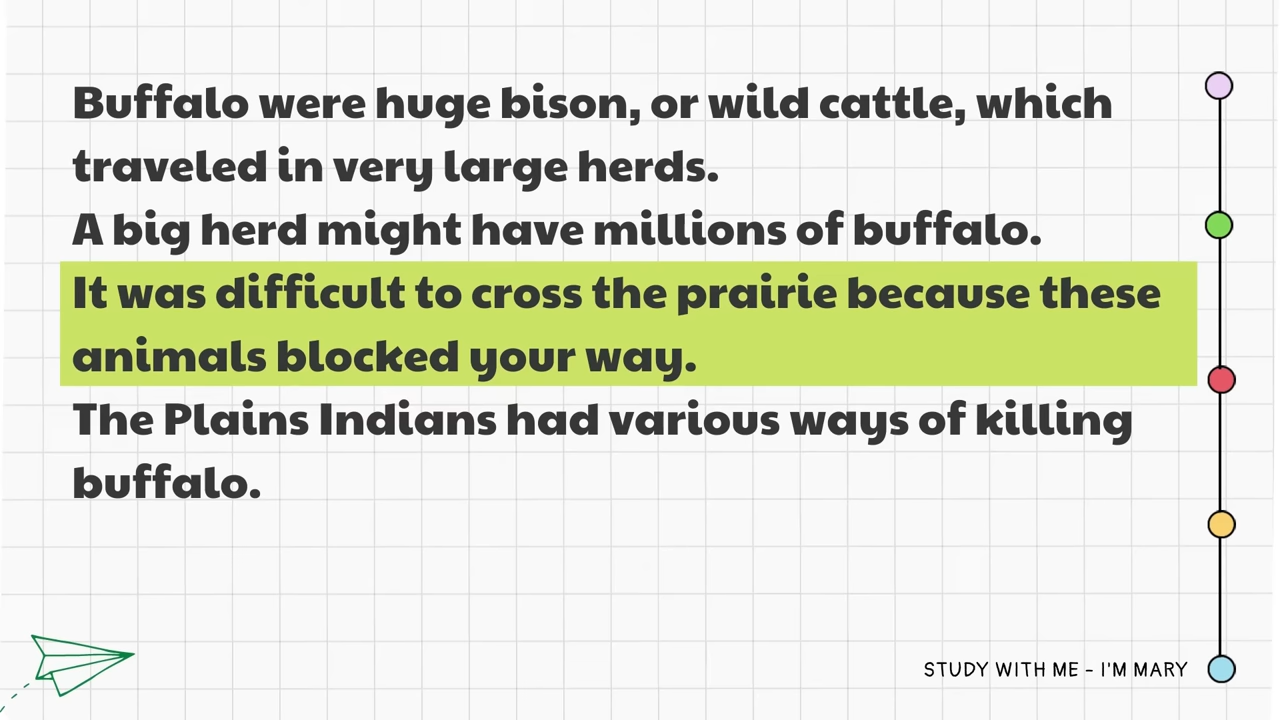 Buffalo were huge bison, or wild cattle, which
traveled in very large herds.
A big herd might have millions of buffalo.
It was difficult to cross the prairie because these
animals blocked your way.
The Plains Indians had various ways of killing
buffalo.
STUDY WITH ME - I'M MARY